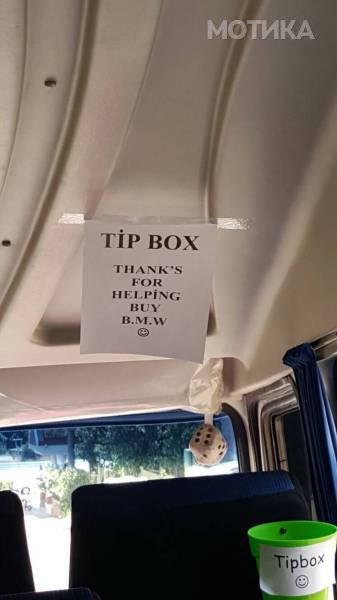 МОТИКА
TİP BOX
THANK'S
FOR
HELPİNG
BUY
B.M.W
☺
Tipbox
☺